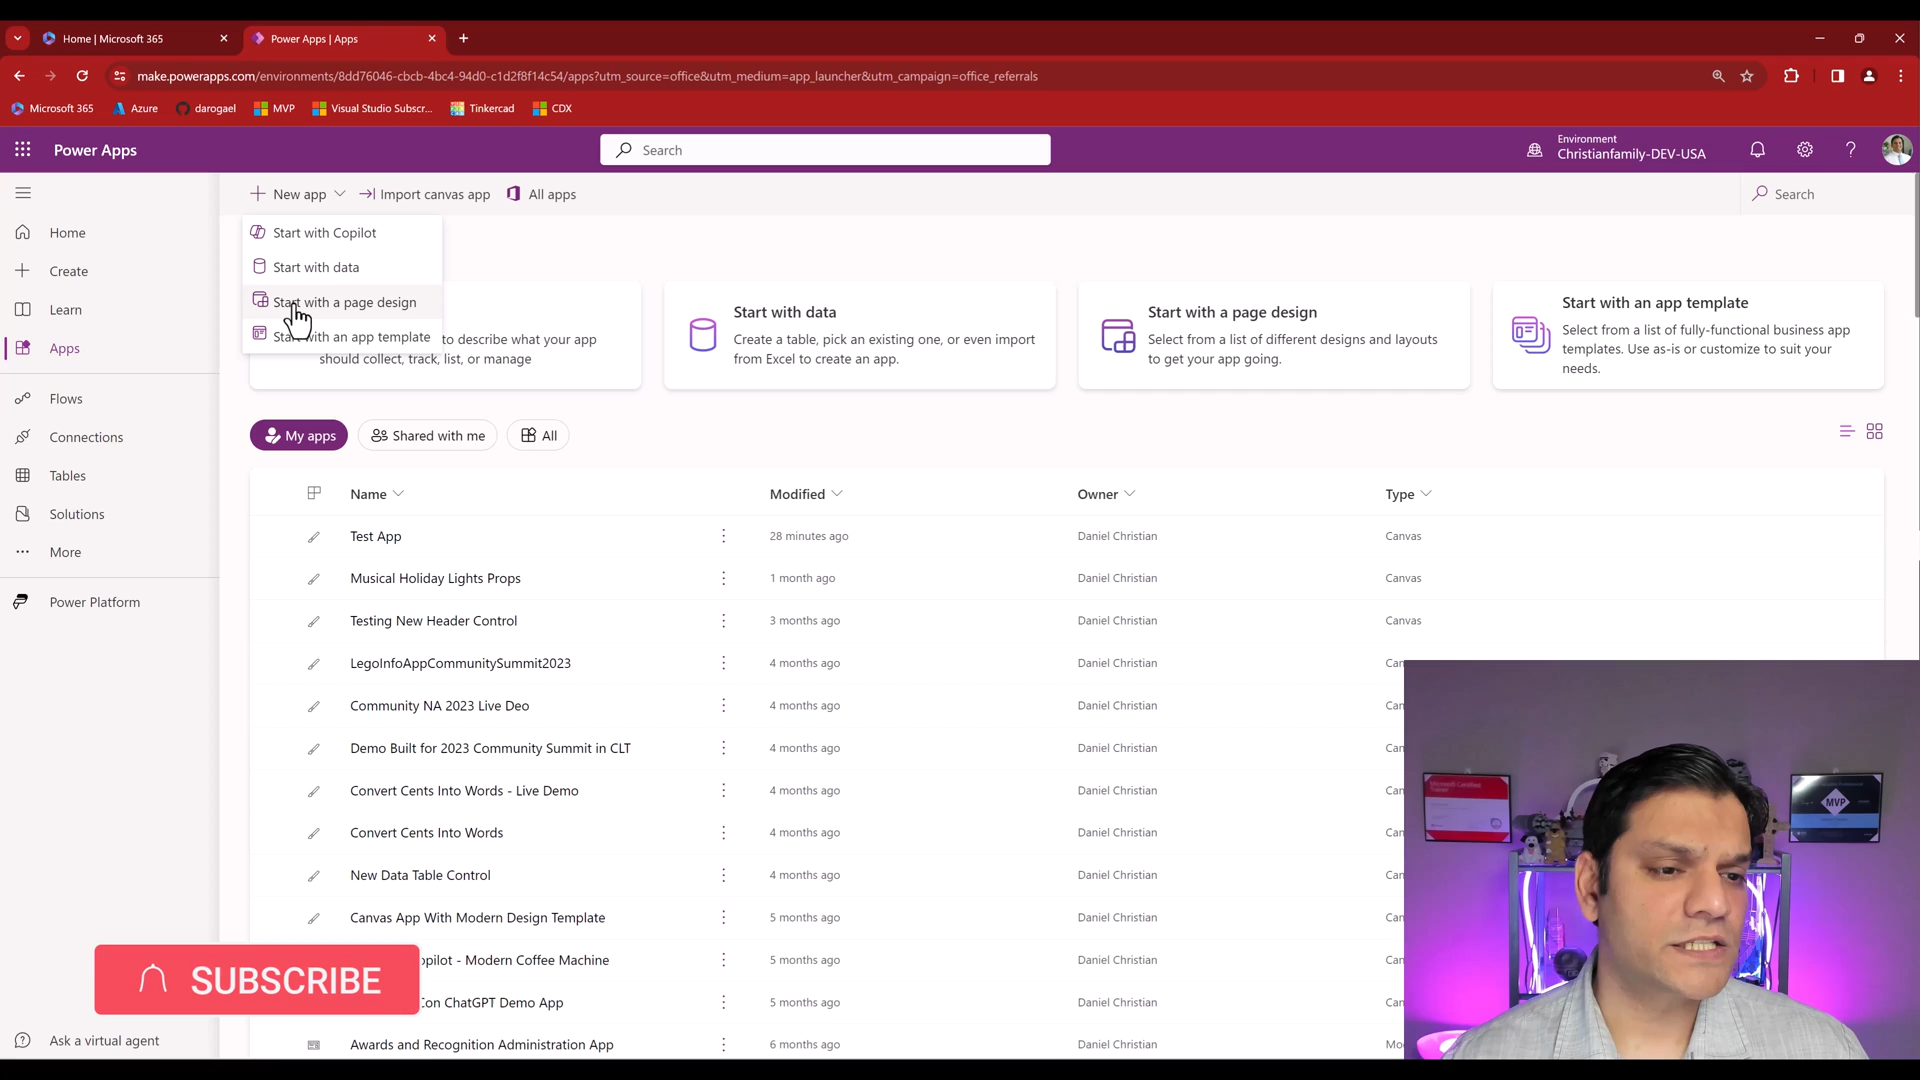 Home | Microsoft 365
Power Apps | Apps
make.powerapps.com/environments/8dd76046-cbcb-4bc4-94d0-c1d2f8f14c54/apps?utm_source=office&utm_medium=app_launcher&utm_campaign=office_referrals
Microsoft 365 Azure darogael MVP Visual Studio Subscr... Tinkercad CDX
Power Apps
Search
Environment
Christianfamily-DEV-USA
New app
Import canvas app
All apps
Search
Home
Create
Learn
Apps
Flows
Connections
Tables
Solutions
More
Power Platform
Ask a virtual agent
Start with Copilot
Start with data
Start with a page design
Start with an app template
to describe what your app
should collect, track, list, or manage
Start with data
Create a table, pick an existing one, or even import
from Excel to create an app.
Start with a page design
Select from a list of different designs and layouts
to get your app going.
Start with an app template
Select from a list of fully-functional business app
templates. Use as-is or customize to suit your
needs.
My apps
Shared with me
All
Name Modified Owner Type
Test App 28 minutes ago Daniel Christian Canvas
Musical Holiday Lights Props 1 month ago Daniel Christian Canvas
Testing New Header Control 3 months ago Daniel Christian Canvas
LegoInfoAppCommunitySummit2023 4 months ago Daniel Christian Can
Community NA 2023 Live Deo 4 months ago Daniel Christian Can
Demo Built for 2023 Community Summit in CLT 4 months ago Daniel Christian Can
Convert Cents Into Words - Live Demo 4 months ago Daniel Christian Can
Convert Cents Into Words 4 months ago Daniel Christian Can
New Data Table Control 4 months ago Daniel Christian Can
Canvas App With Modern Design Template 5 months ago Daniel Christian Can
opilot - Modern Coffee Machine 5 months ago Daniel Christian Can
Con ChatGPT Demo App 5 months ago Daniel Christian Can
Awards and Recognition Administration App 6 months ago Daniel Christian Mo
SUBSCRIBE
MVP